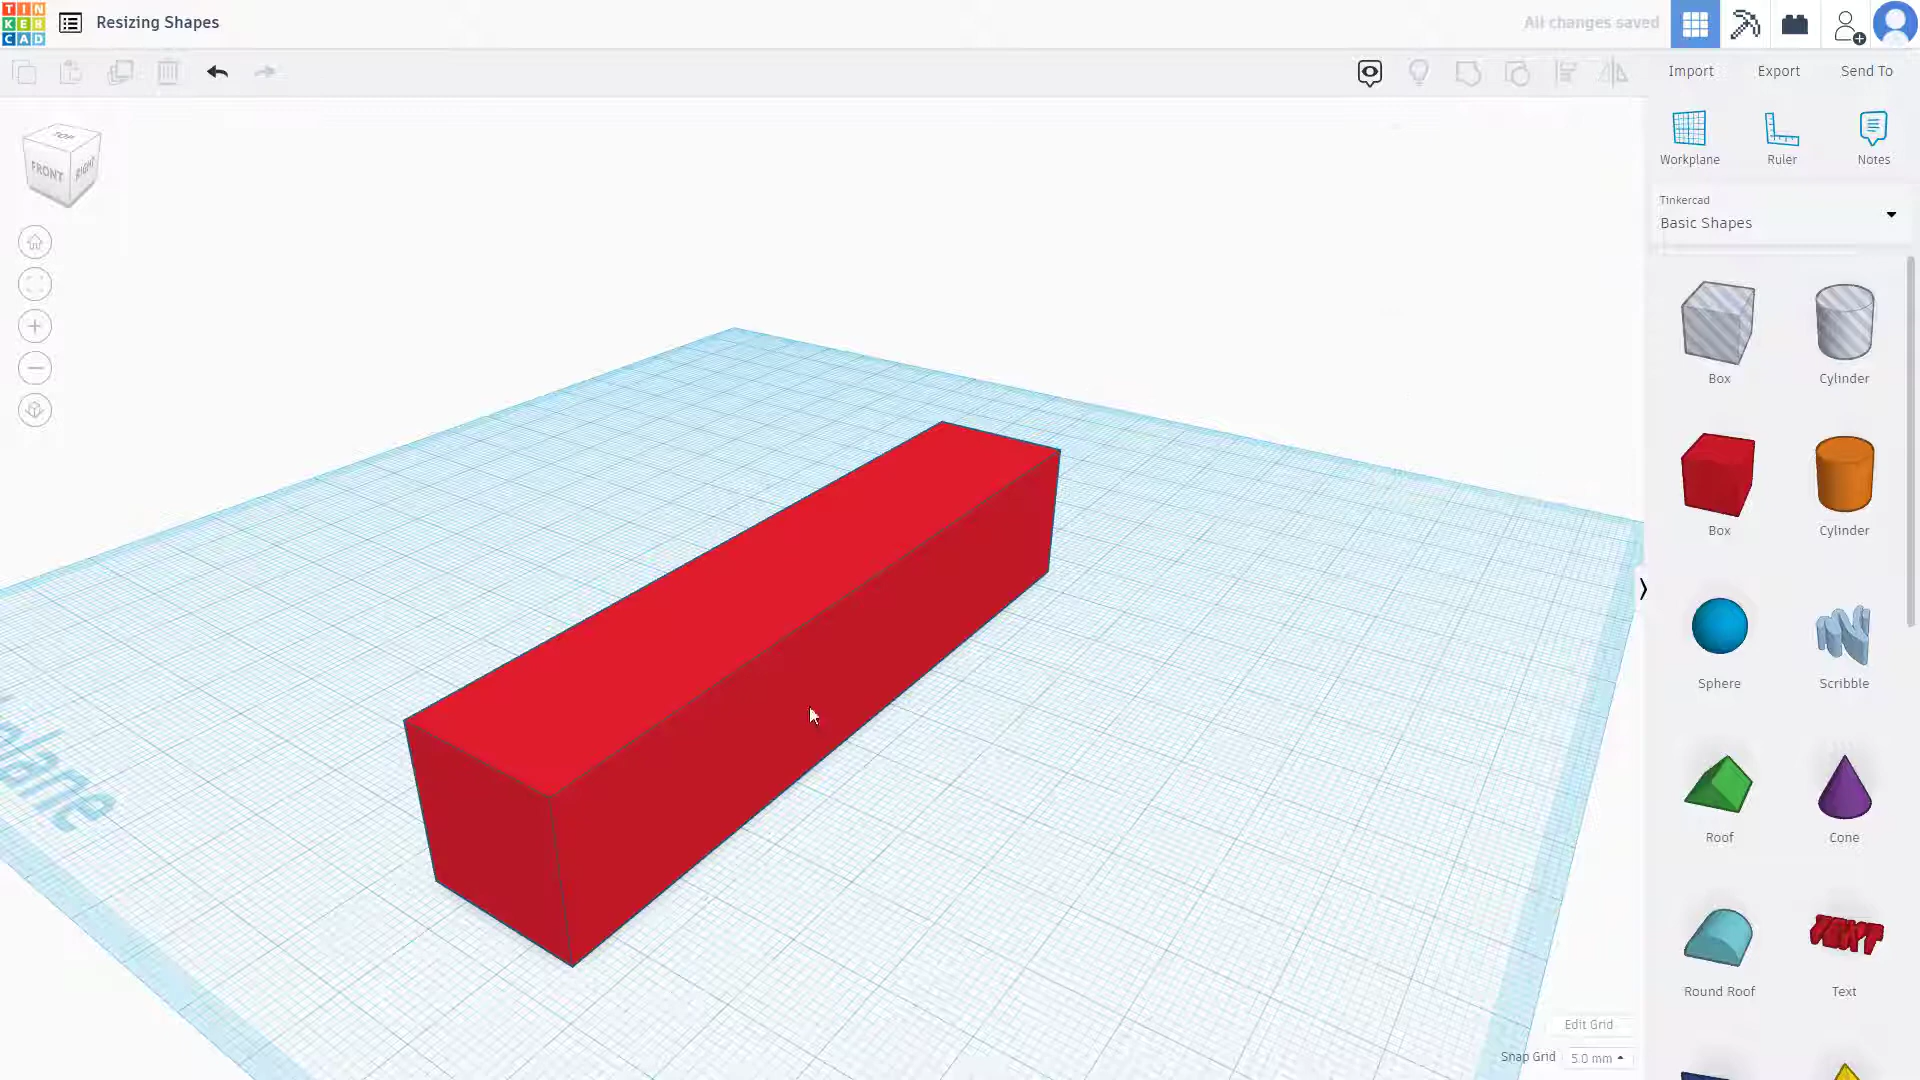 TIN
KER
CAD
Resizing Shapes
All changes saved
Import
Export
Send To
TOP
FRONT
RIGHT
Workplane
Ruler
Notes
Tinkercad
Basic Shapes
Box
Cylinder
Box
Cylinder
Sphere
Scribble
Roof
Cone
TEXT
Round Roof
Text
plane
Edit Grid
Snap Grid
5.0 mm